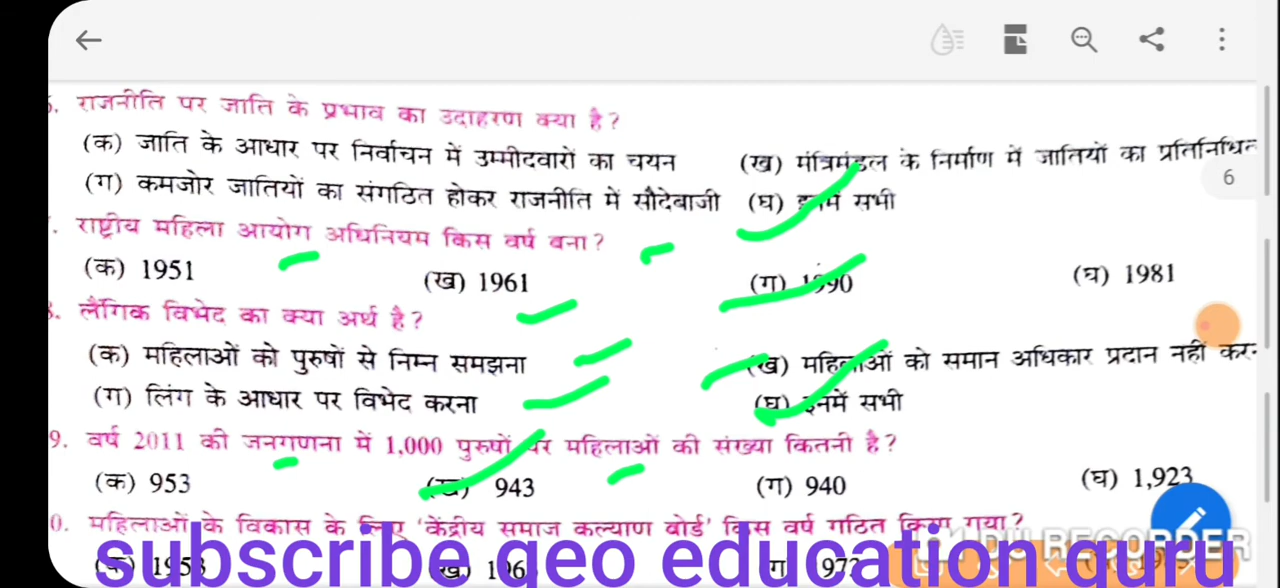 6
राजनीति पर जाति के प्रभाव का उदाहरण क्या है?
(क) जाति के आधार पर निर्वाचन में उम्मीदवारों का चयन (ख) मंत्रिमंडल के निर्माण में जातियों का
(ग) कमजोर जातियों का संगठित होकर राजनीति में सौदेबाजी (घ) इनमें सभी
राष्ट्रीय महिला आयोग अधिनियम किस वर्ष बना?
(क) 1951 (ख) 1961 (ग) 1990 (घ) 1981
लैंगिक विभेद का क्या अर्थ है?
(क) महिलाओं को पुरुषों से निम्न समझना (ख) महिलाओं को समान अधिकार प्रदान नहीं
(ग) लिंग के आधार पर विभेद करना (घ) इनमें सभी
9. वर्ष 2011 की जनगणना में 1,000 पुरुषों पर महिलाओं की संख्या कितनी है?
(क) 953 (ख) 943 (ग) 940 (घ) 1,923
0. महिलाओं के विकास के लिए 'केंद्रीय समाज कल्याण बोर्ड' किस वर्ष गठित किया गया?
subscribe geo education guru
DU RECORDER